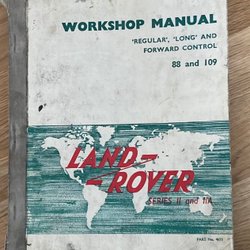 WORKSHOP MANUAL
'REGULAR', 'LONG' AND
FORWARD CONTROL
88 and 109
LAND-
-ROVER
SERIES II and IIA